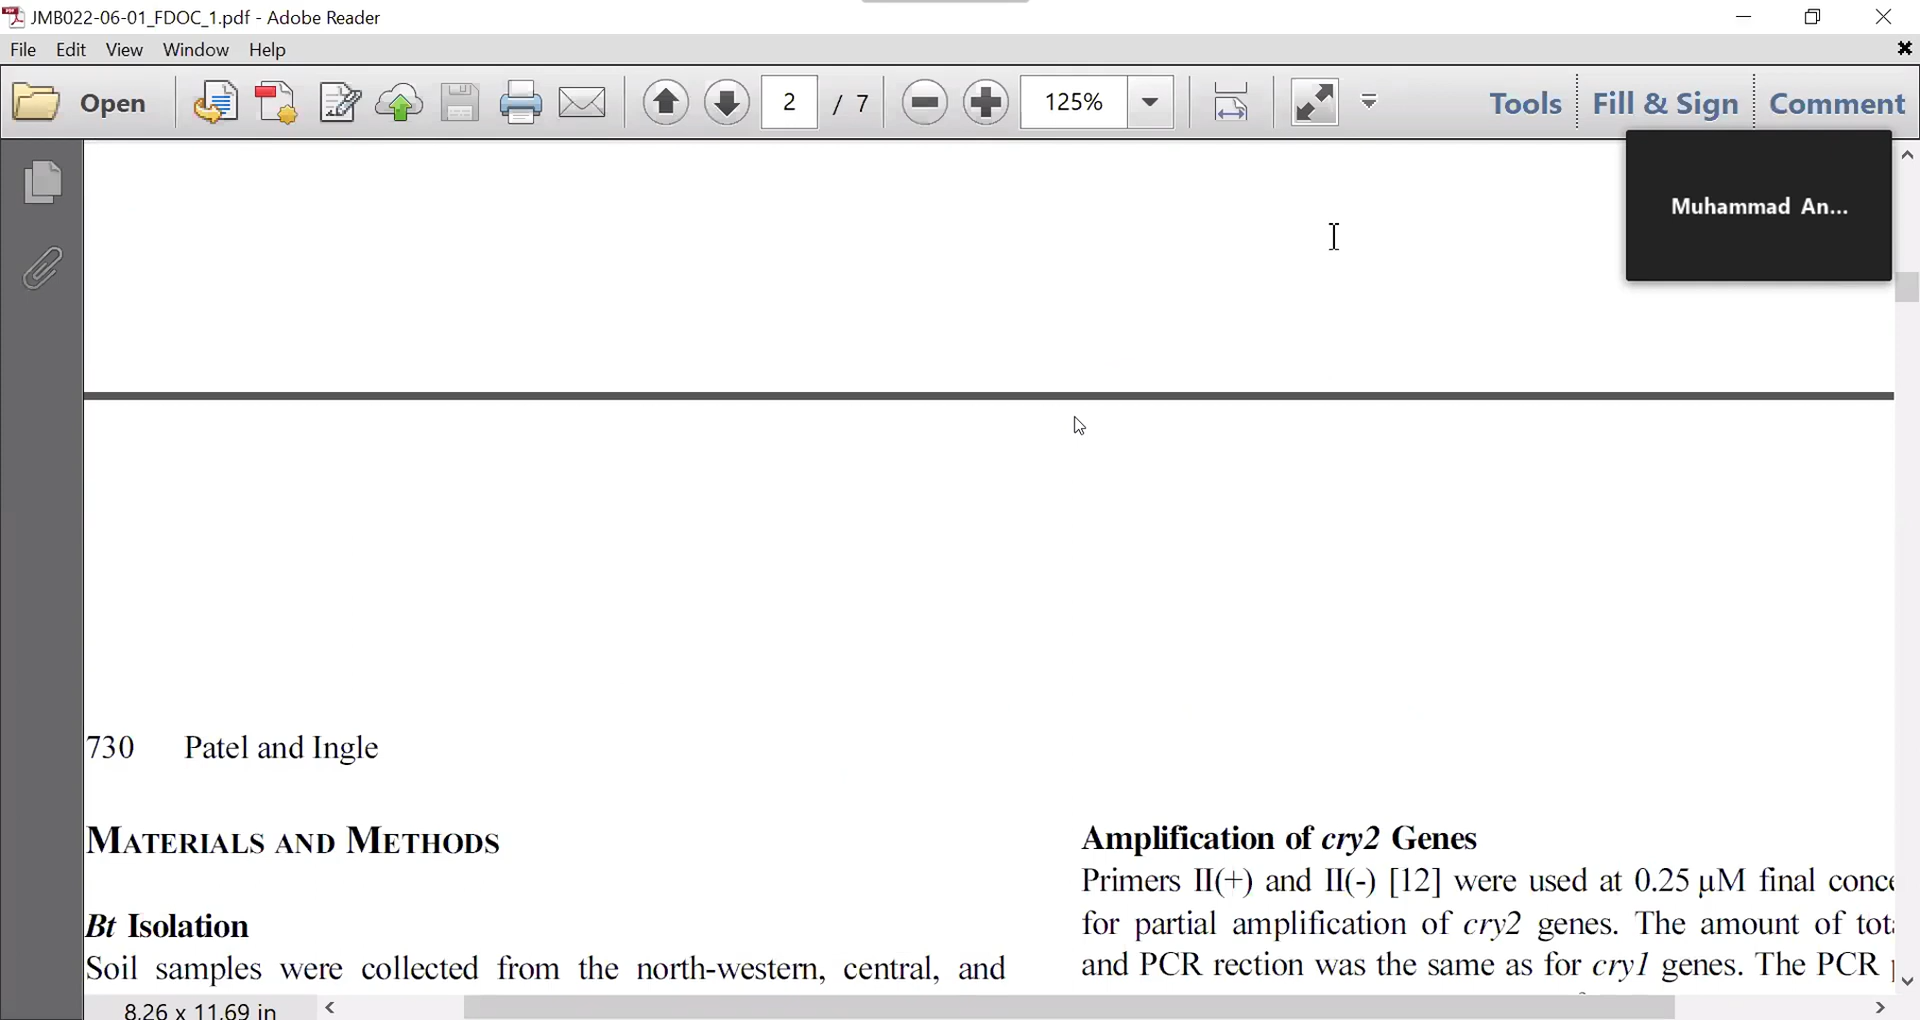 JMB022-06-01_FDOC_1.pdf - Adobe Reader
File Edit View Window Help
Open 2 / 7 125% Tools Fill & Sign Comment
Muhammad An...
730 Patel and Ingle
MATERIALS AND METHODS
Bt Isolation
Soil samples were collected from the north-western, central, and
Amplification of cry2 Genes
Primers II(+) and II(-) [12] were used at 0.25 μM final conce
for partial amplification of cry2 genes. The amount of tot
and PCR rection was the same as for cry1 genes. The PCR
8.26 x 11.69 in